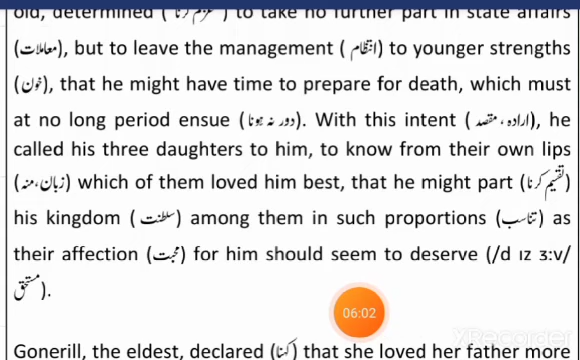 old, determined (عزم کرنا) to take no further part in state affairs
(معاملات), but to leave the management ( انتظام) to younger strengths
(خون), that he might have time to prepare for death, which must
at no long period ensue (دور نہ ہونا). With this intent ( ارادہ، مقصد), he
called his three daughters to him, to know from their own lips
(زبان،منہ) which of them loved him best, that he might part (تقسیم کرنا)
his kingdom ( سلطنت) among them in such proportions (تناسب) as
their affection (محبت) for him should seem to deserve (/d ɪz ɜ:v/
مستحق).
06:02
XRecorder
Gonerill, the eldest, declared (کہنا) that she loved her father more